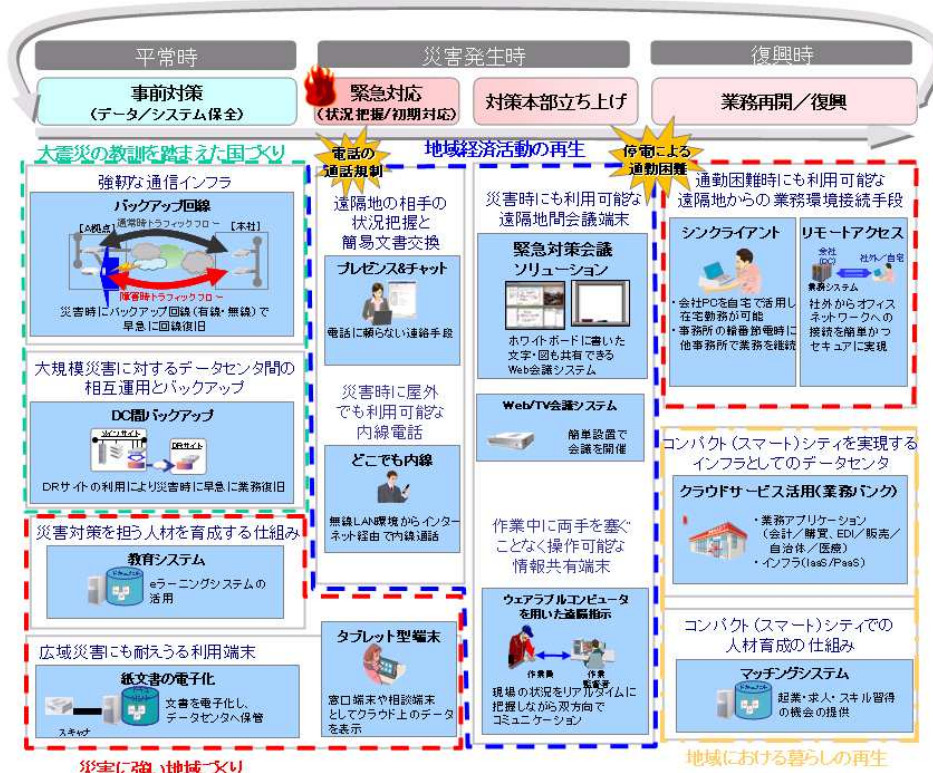 平常時
災害発生時
復興時
事前対策
(データ/システム保全)
緊急対応
(状況把握/初期対応)
対策本部立ち上げ
業務再開／復興
大震災の教訓を踏まえた国づくり
電話の
通話規制
地域経済活動の再生
停電による
通勤困難
強靭な通信インフラ
バックアップ回線
通常時トラフィックフロー
[A拠点]
[本社]
障害時トラフィックフロー
災害時にバックアップ回線(有線・無線)で
早急に回線復旧
大規模災害に対するデータセンタ間の
相互運用とバックアップ
DC間バックアップ
メインサイト
DRサイト
DRサイトの利用により災害時に早急に業務復旧
災害対策を担う人材を育成する仕組み
教育システム
ドキュメント
eラーニングシステムの
活用
広域災害にも耐えうる利用端末
紙文書の電子化
ドキュメント
文書を電子化し、
データセンタへ保管
スキャナ
タブレット型端末
窓口端末や相談端末
としてクラウド上のデータ
を表示
災害に強い地域づくり
遠隔地の相手の
状況把握と
簡易文書交換
プレゼンス&チャット
電話に頼らない連絡手段
災害時に屋外
でも利用可能な
内線電話
どこでも内線
無線LAN環境からインター
ネット経由で内線通話
災害時にも利用可能な
遠隔地間会議端末
緊急対策会議
ソリューション
ホワイトボードに書いた
文字・図も共有できる
Web会議システム
Web/TV会議システム
簡単設置で
会議を開催
作業中に両手を塞ぐ
ことなく操作可能な
情報共有端末
ウェアラブルコンピュータ
を用いた遠隔指示
作業員
作業
監督者
現場の状況をリアルタイムに
把握しながら双方向で
コミュニケーション
通勤困難時にも利用可能な
遠隔地からの業務環境接続手段
シンクライアント
・会社PCを自宅で活用し
在宅勤務が可能
・事務所の輪番節電時に
他事務所で業務を継続
リモートアクセス
会社
(DC)
社外／自宅
業務システム
社外からオフィス
ネットワークへの
接続を簡単かつ
セキュアに実現
コンパクト(スマート)シティを実現する
インフラとしてのデータセンタ
クラウドサービス活用(業務バンク)
・業務アプリケーション
(会計／購買、EDI／販売／
自治体／医療)
・インフラ(IaaS/PaaS)
コンパクト(スマート)シティでの
人材育成の仕組み
マッチングシステム
ドキュメント
起業・求人・スキル習得
の機会の提供
地域における暮らしの再生